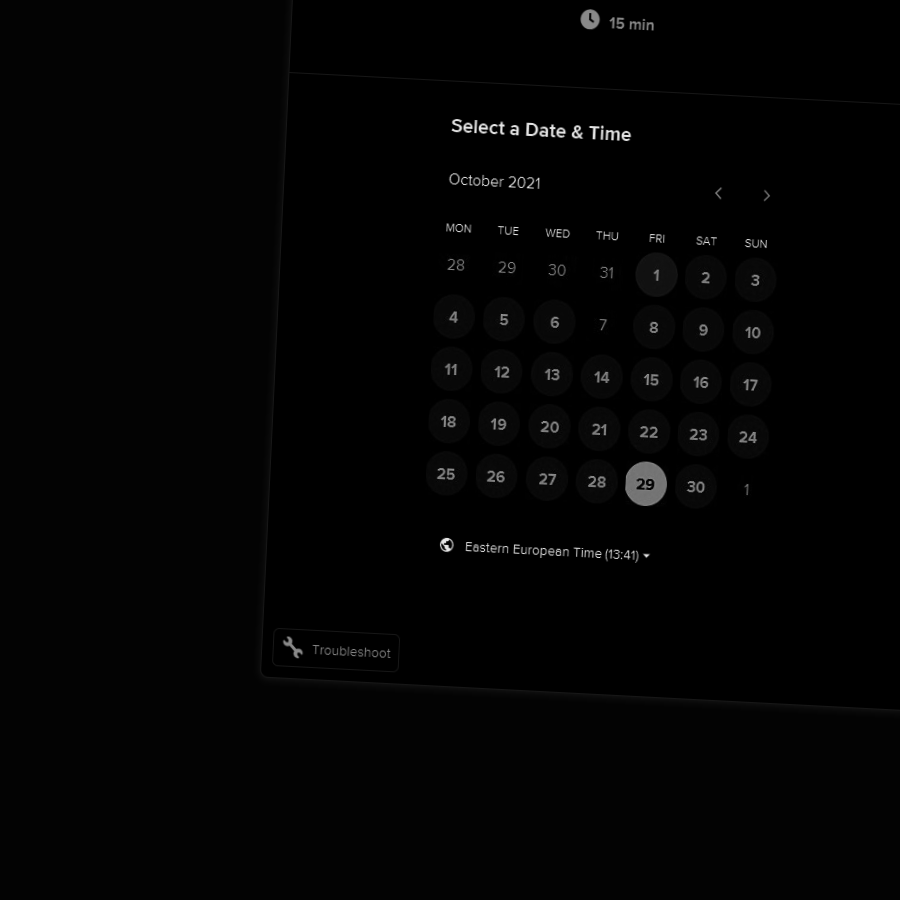 15 min
Select a Date & Time
October 2021
MON TUE WED THU FRI SAT SUN
28 29 30 31 1 2 3
4 5 6 7 8 9 10
11 12 13 14 15 16 17
18 19 20 21 22 23 24
25 26 27 28 29 30 1
Eastern European Time (13:41)
Troubleshoot